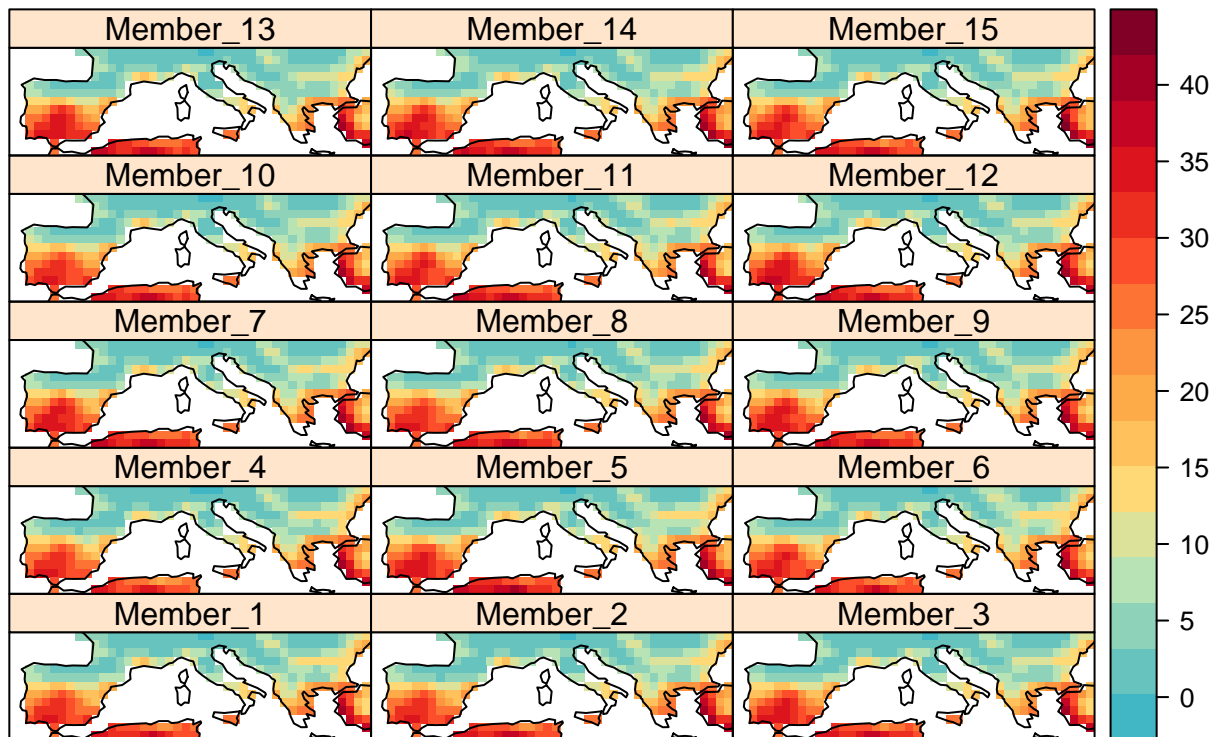 Member_13 Member_14 Member_15
Member_10 Member_11 Member_12
Member_7 Member_8 Member_9
Member_4 Member_5 Member_6
Member_1 Member_2 Member_3
40
35
30
25
20
15
10
5
0